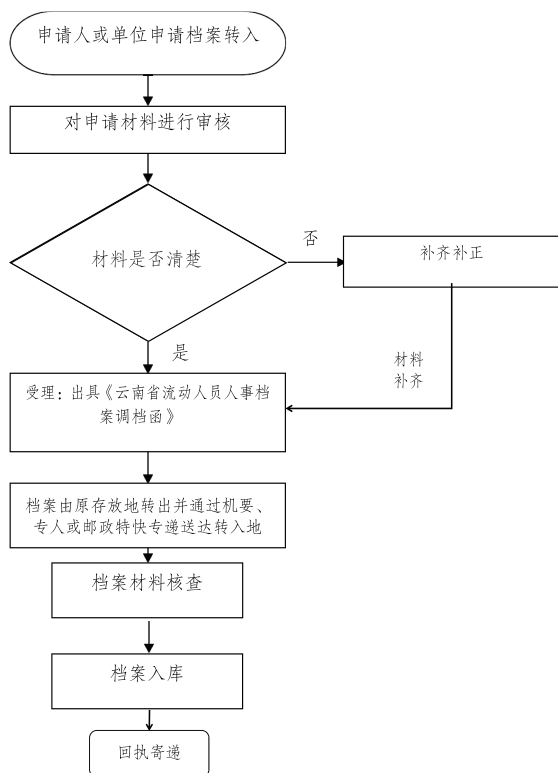 申请人或单位申请档案转入
对申请材料进行审核
材料是否清楚
否
补齐补正
是
材料
补齐
受理：出具《云南省流动人员人事档
案调档函》
档案由原存放地转出并通过机要、
专人或邮政特快专递送达转入地
档案材料核查
档案入库
回执寄递